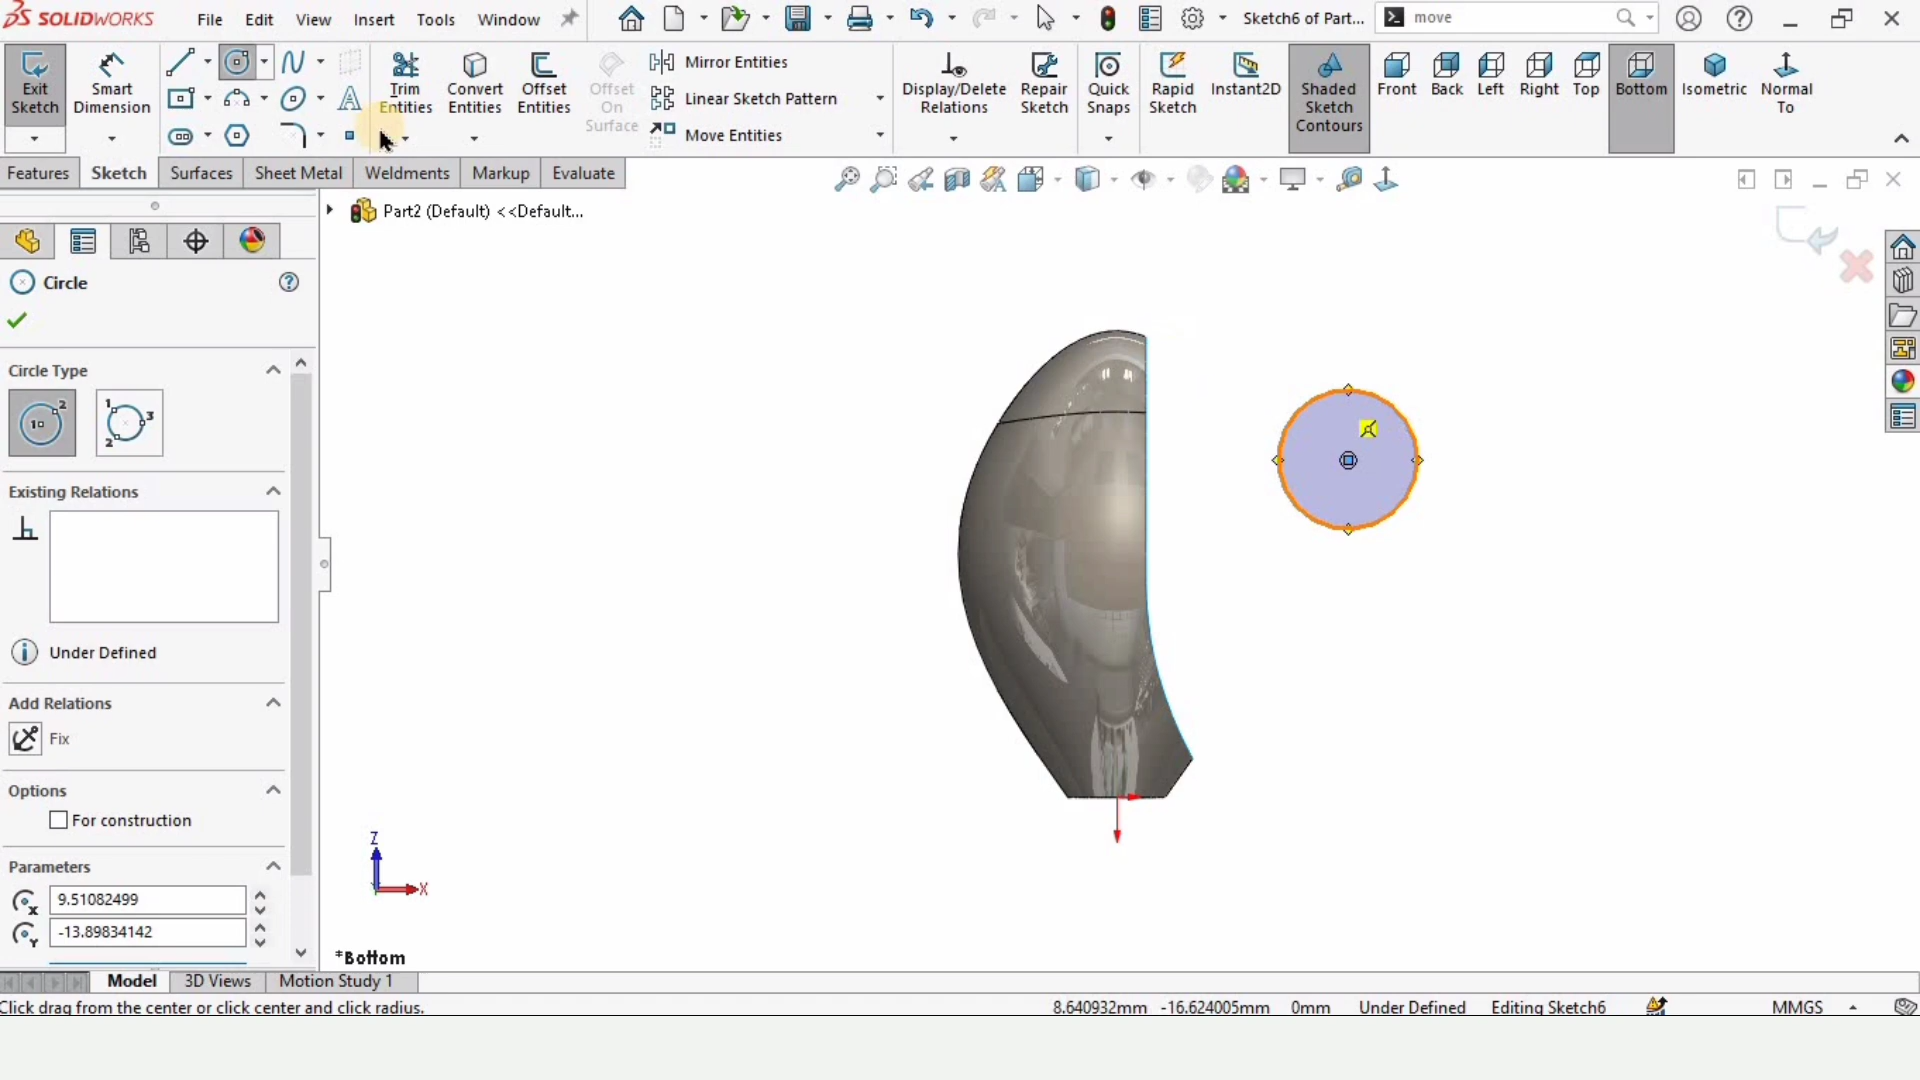 SOLIDWORKS File Edit View Insert Tools Window Sketch6 of Part... move
Exit Sketch Smart Dimension Trim Entities Convert Entities Offset Entities Offset On Surface Mirror Entities Linear Sketch Pattern Move Entities Display/Delete Relations Repair Sketch Quick Snaps Rapid Sketch Instant2D Shaded Sketch Contours Front Back Left Right Top Bottom Isometric Normal To
Features Sketch Surfaces Sheet Metal Weldments Markup Evaluate
Part2 (Default) <<Default...
Circle
Circle Type
1 2
1 2 3
Existing Relations
Under Defined
Add Relations
Fix
Options
For construction
Parameters
X 9.51082499
Y -13.89834142
Z
X
*Bottom
Model 3D Views Motion Study 1
Click drag from the center or click center and click radius. 8.640932mm -16.624005mm 0mm Under Defined Editing Sketch6 MMGS